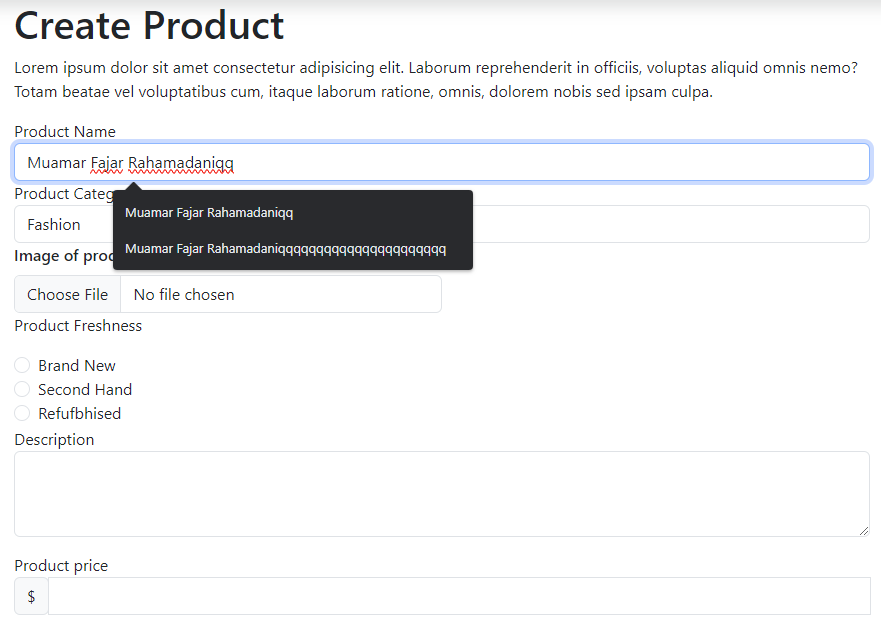 Create Product
Lorem ipsum dolor sit amet consectetur adipisicing elit. Laborum reprehenderit in officiis, voluptas aliquid omnis nemo?
Totam beatae vel voluptatibus cum, itaque laborum ratione, omnis, dolorem nobis sed ipsam culpa.
Product Name
Muamar Fajar Rahamadaniqq
Product Categ
Muamar Fajar Rahamadaniqq
Fashion
Muamar Fajar Rahamadaniqqqqqqqqqqqqqqqqqqqqqq
Image of pro
Choose File No file chosen
Product Freshness
Brand New
Second Hand
Refufbhised
Description
Product price
$